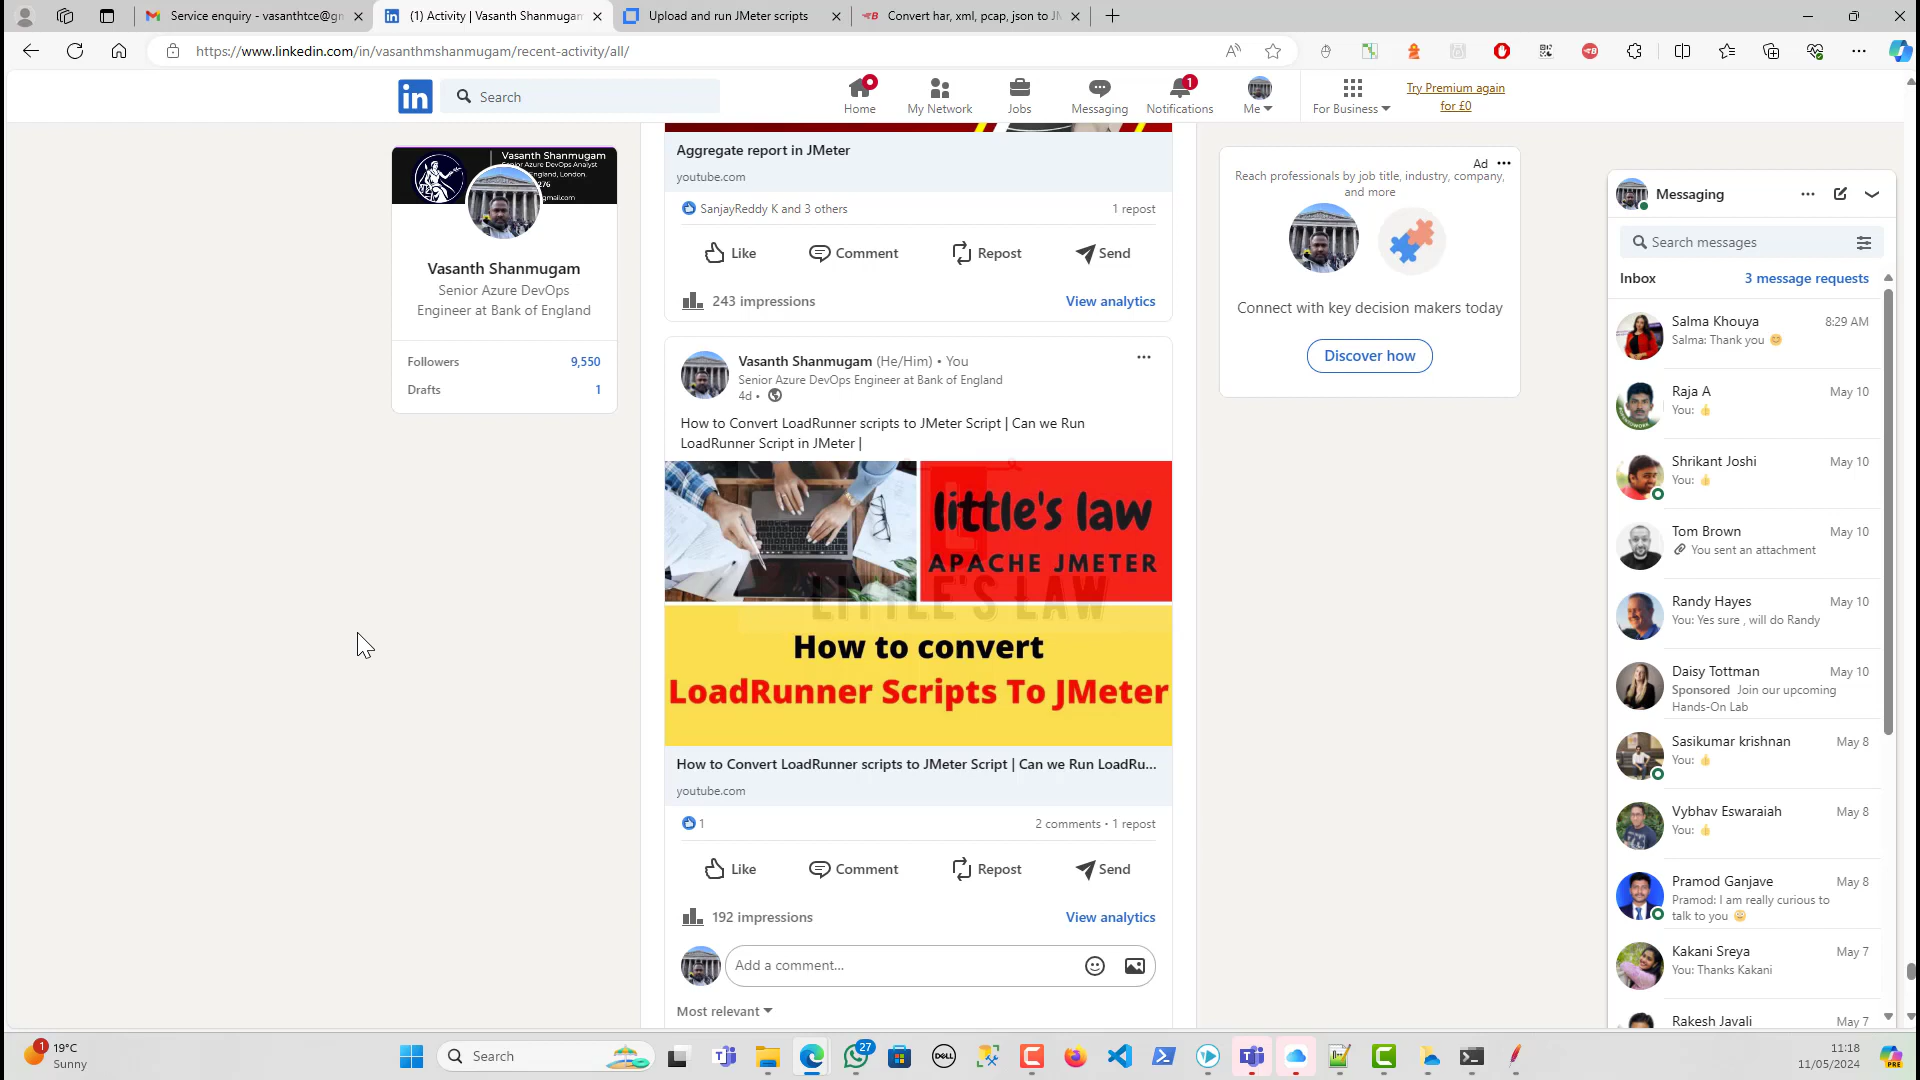 Service enquiry - vasanthtce@gm
(1) Activity | Vasanth Shanmugam
Upload and run JMeter scripts
Convert har, xml, pcap, json to JM
https://www.linkedin.com/in/vasanthmshanmugam/recent-activity/all/
in
Search
Home
My Network
Jobs
Messaging
1
Notifications
Me
For Business
Try Premium again
for £0
Vasanth Shanmugam
Senior Azure DevOps
Engineer at Bank of England
Followers 9,550
Drafts 1
Aggregate report in JMeter
youtube.com
SanjayReddy K and 3 others 1 repost
Like Comment Repost Send
243 impressions View analytics
Vasanth Shanmugam (He/Him) • You
Senior Azure DevOps Engineer at Bank of England
4d •
How to Convert LoadRunner scripts to JMeter Script | Can we Run
LoadRunner Script in JMeter |
little's law
APACHE JMETER
LITTLE'S LAW
How to convert
LoadRunner Scripts To JMeter
How to Convert LoadRunner scripts to JMeter Script | Can we Run LoadRu...
youtube.com
1 2 comments • 1 repost
Like Comment Repost Send
192 impressions View analytics
Add a comment...
Most relevant
Ad
Reach professionals by job title, industry, company,
and more
Connect with key decision makers today
Discover how
Messaging
Search messages
Inbox 3 message requests
Salma Khouya 8:29 AM
Salma: Thank you 😊
Raja A May 10
You: 👍
Shrikant Joshi May 10
You: 👍
Tom Brown May 10
You sent an attachment
Randy Hayes May 10
You: Yes sure , will do Randy
Daisy Tottman May 10
Sponsored Join our upcoming
Hands-On Lab
Sasikumar krishnan May 8
You: 👍
Vybhav Eswaraiah May 8
You: 👍
Pramod Ganjave May 8
Pramod: I am really curious to
talk to you
Kakani Sreya May 7
You: Thanks Kakani
Rakesh Javali May 7
1
19°C
Sunny
Search
27
DELL
11:18
11/05/2024